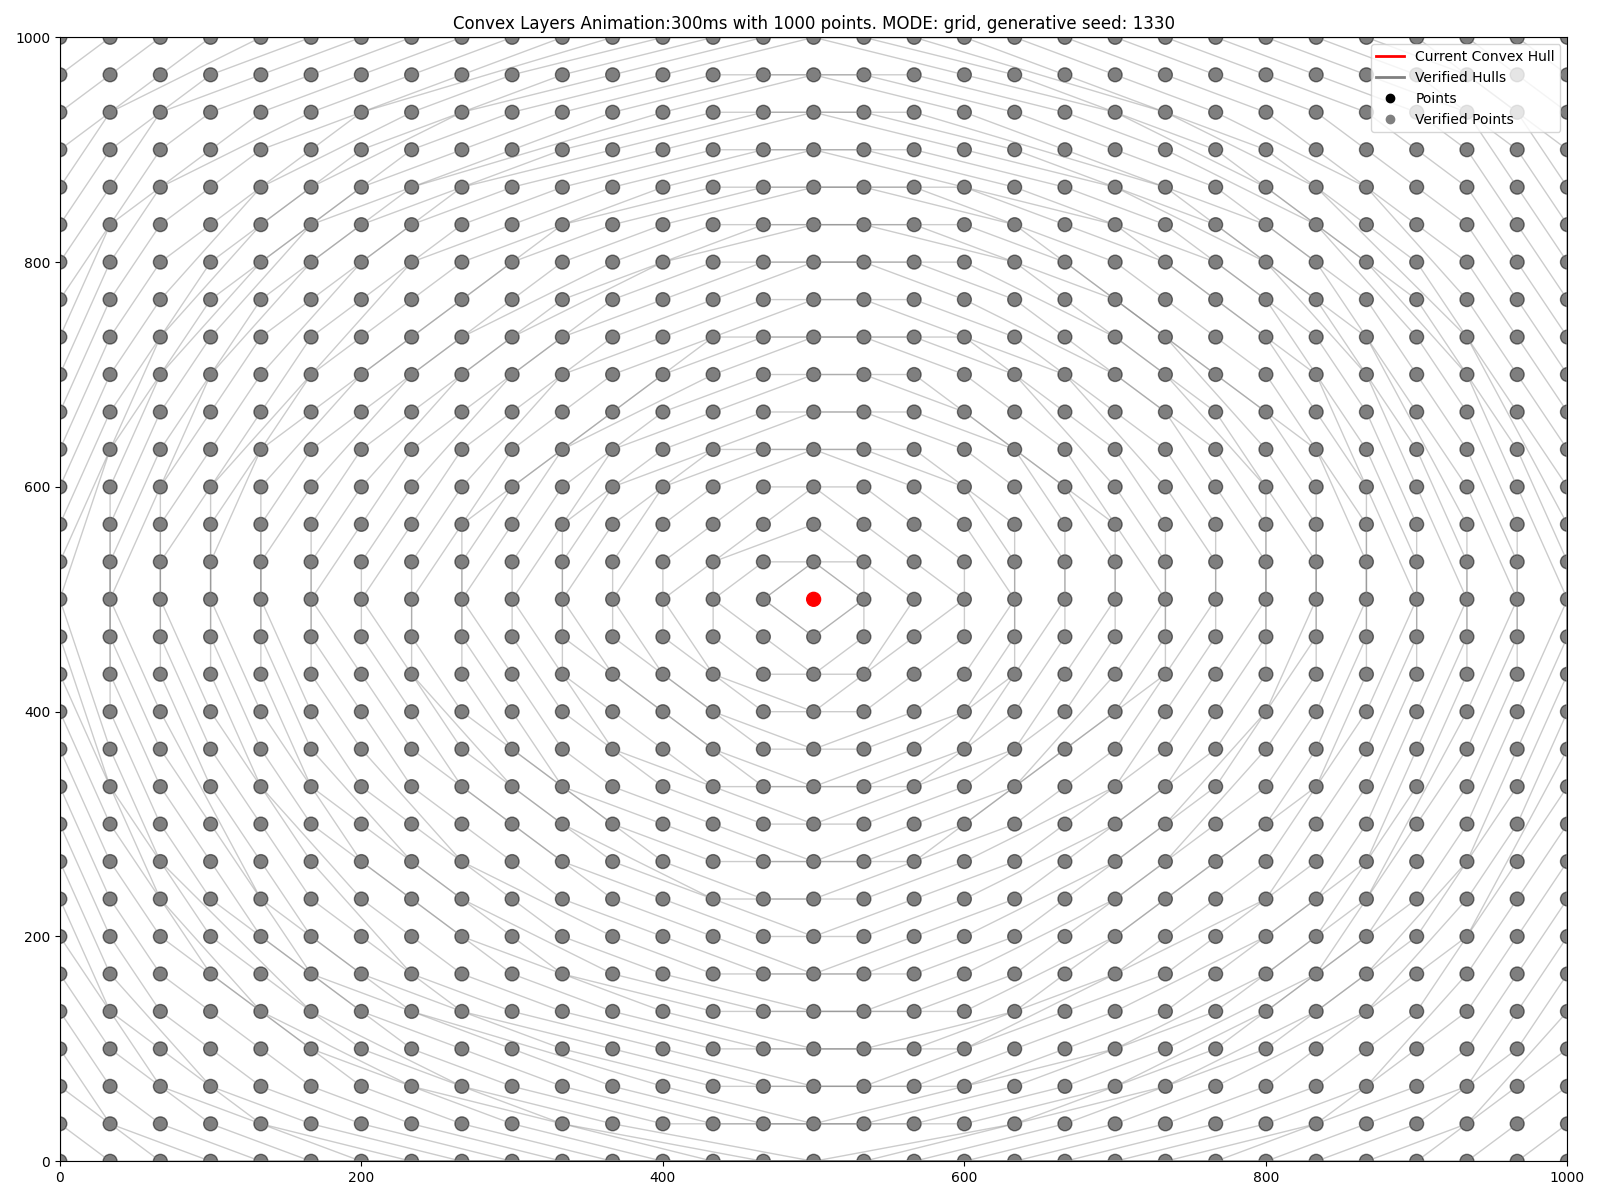 Convex Layers Animation:300ms with 1000 points. MODE: grid, generative seed: 1330
1000
800
600
400
200
0
Current Convex Hull
Verified Hulls
Points
Verified Points
0 200 400 600 800 1000